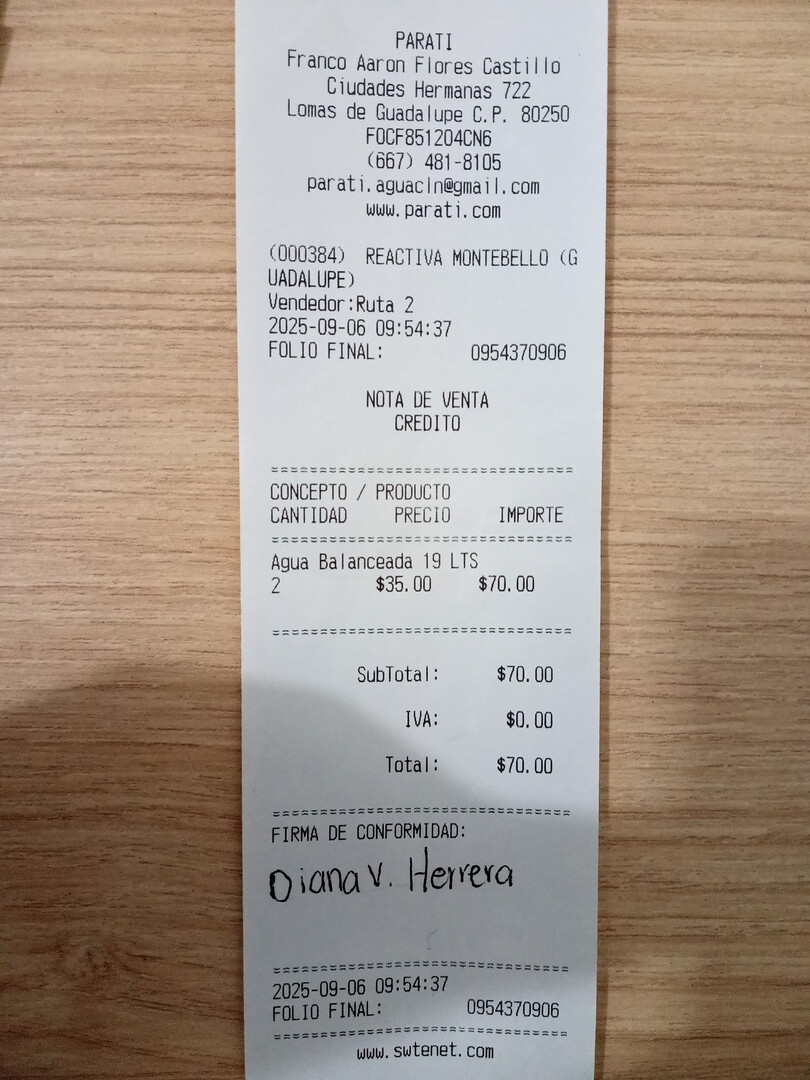 PARATI
Franco Aaron Flores Castillo
Ciudades Hermanas 722
Lomas de Guadalupe C.P. 80250
FOCF851204CN6
(667) 481-8105
parati.aguacln@gmail.com
www.parati.com
(000384) REACTIVA MONTEBELLO (G
UADALUPE)
Vendedor:Ruta 2
2025-09-06 09:54:37
FOLIO FINAL: 0954370906
NOTA DE VENTA
CREDITO
================================
CONCEPTO / PRODUCTO
CANTIDAD PRECIO IMPORTE
================================
Agua Balanceada 19 LTS
2 $35.00 $70.00
================================
SubTotal: $70.00
IVA: $0.00
Total: $70.00
================================
FIRMA DE CONFORMIDAD:
Diana V. Herrera
================================
2025-09-06 09:54:37
FOLIO FINAL: 0954370906
================================
www.swtenet.com